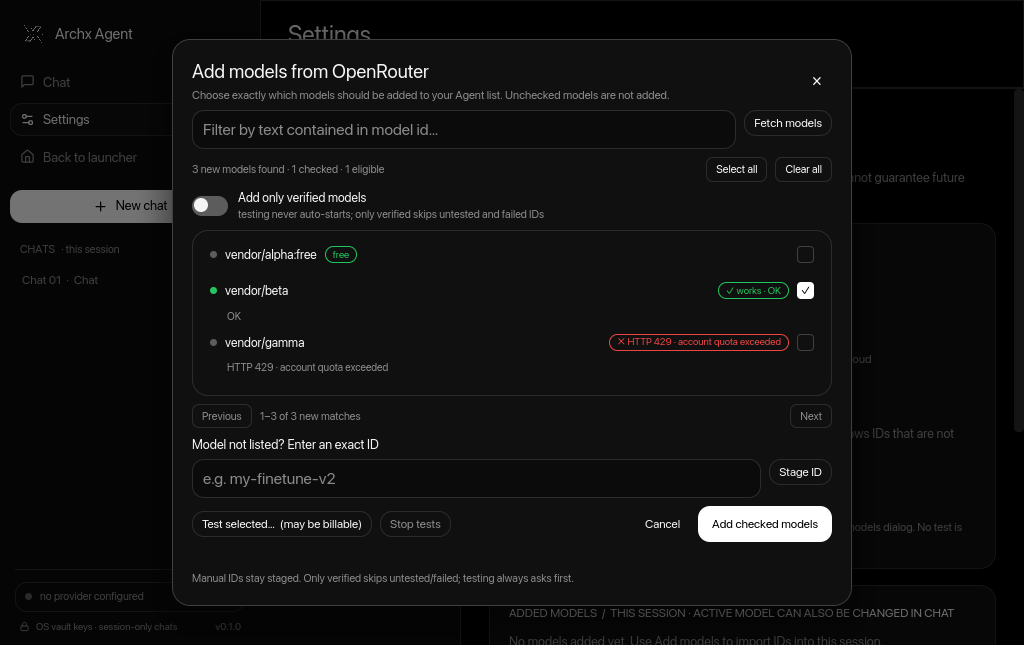 Archx Agent
Settings
Chat
Settings
Back to launcher
New chat
CHATS · this session
Chat 01 · Chat
no provider configured
OS vault keys · session-only chats v0.1.0
Add models from OpenRouter
Choose exactly which models should be added to your Agent list. Unchecked models are not added.
Filter by text contained in model id...
Fetch models
3 new models found · 1 checked · 1 eligible
Select all
Clear all
Add only verified models
testing never auto-starts; only verified skips untested and failed IDs
vendor/alpha:free free
vendor/beta ✓ works · OK
OK
vendor/gamma ✕ HTTP 429 · account quota exceeded
HTTP 429 · account quota exceeded
Previous 1–3 of 3 new matches Next
Model not listed? Enter an exact ID
e.g. my-finetune-v2
Stage ID
Test selected... (may be billable)
Stop tests
Cancel
Add checked models
Manual IDs stay staged. Only verified skips untested/failed; testing always asks first.
not guarantee future
oud
ws IDs that are not
odels dialog. No test is
ADDED MODELS / THIS SESSION · ACTIVE MODEL CAN ALSO BE CHANGED IN CHAT
No models added yet. Use Add models to import IDs into this session.